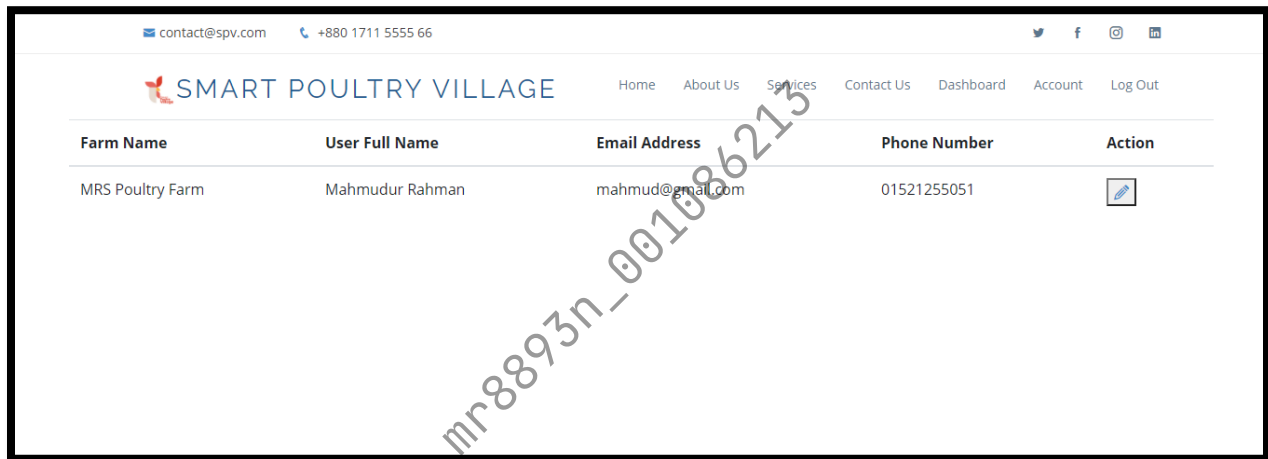 contact@spv.com +880 1711 5555 66
SMART POULTRY VILLAGE Home About Us Services Contact Us Dashboard Account Log Out
Farm Name User Full Name Email Address Phone Number Action
MRS Poultry Farm Mahmudur Rahman mahmud@gmail.com 01521255051
mr8893n_001086213